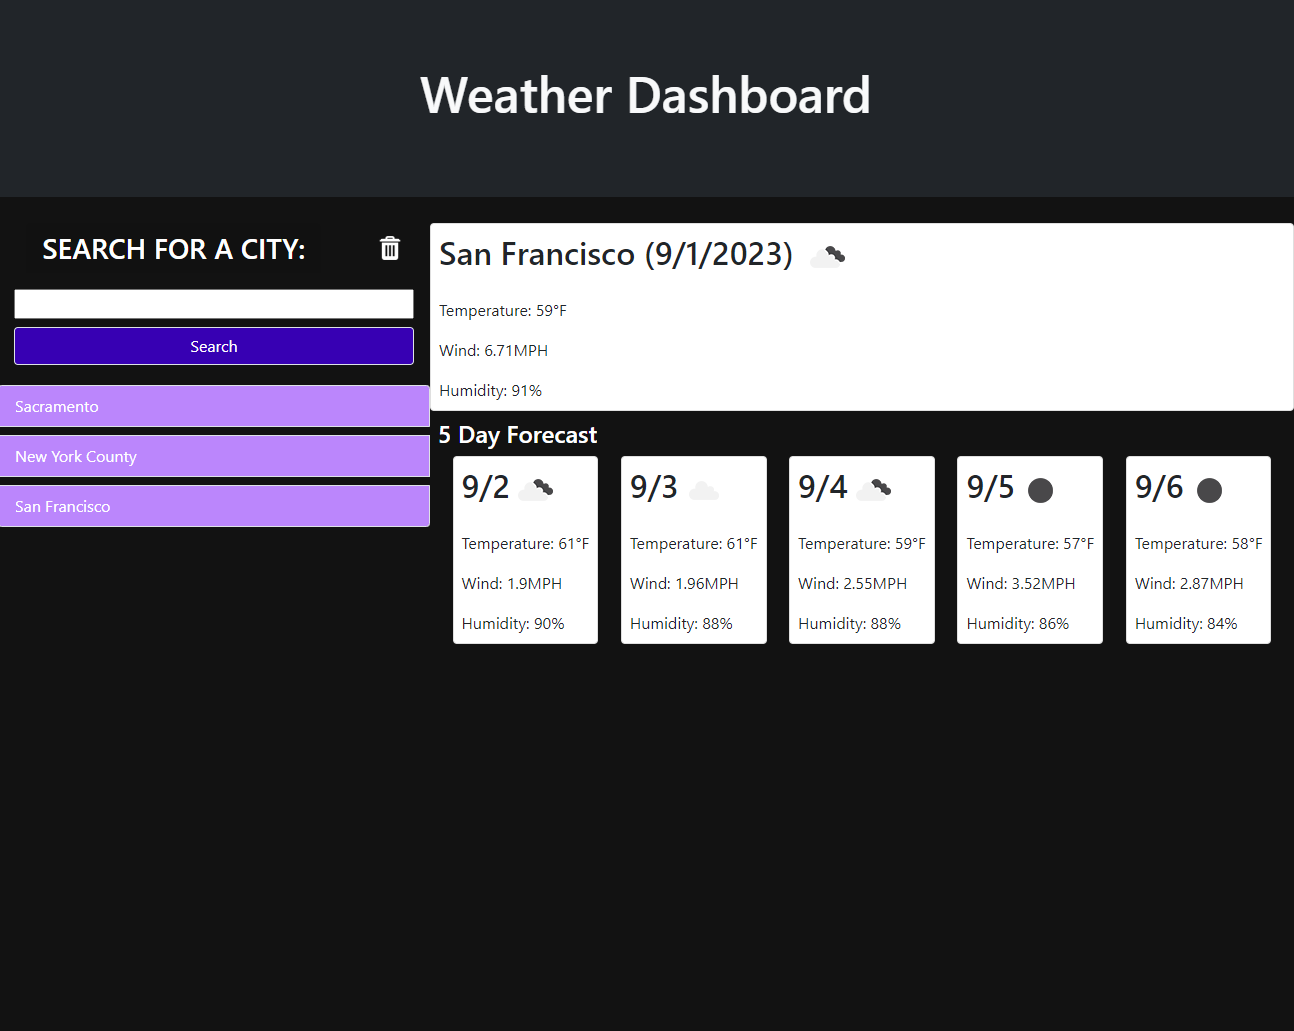 Weather Dashboard
SEARCH FOR A CITY:
Search
Sacramento
New York County
San Francisco
San Francisco (9/1/2023)
Temperature: 59°F
Wind: 6.71MPH
Humidity: 91%
5 Day Forecast
9/2
Temperature: 61°F
Wind: 1.9MPH
Humidity: 90%
9/3
Temperature: 61°F
Wind: 1.96MPH
Humidity: 88%
9/4
Temperature: 59°F
Wind: 2.55MPH
Humidity: 88%
9/5
Temperature: 57°F
Wind: 3.52MPH
Humidity: 86%
9/6
Temperature: 58°F
Wind: 2.87MPH
Humidity: 84%